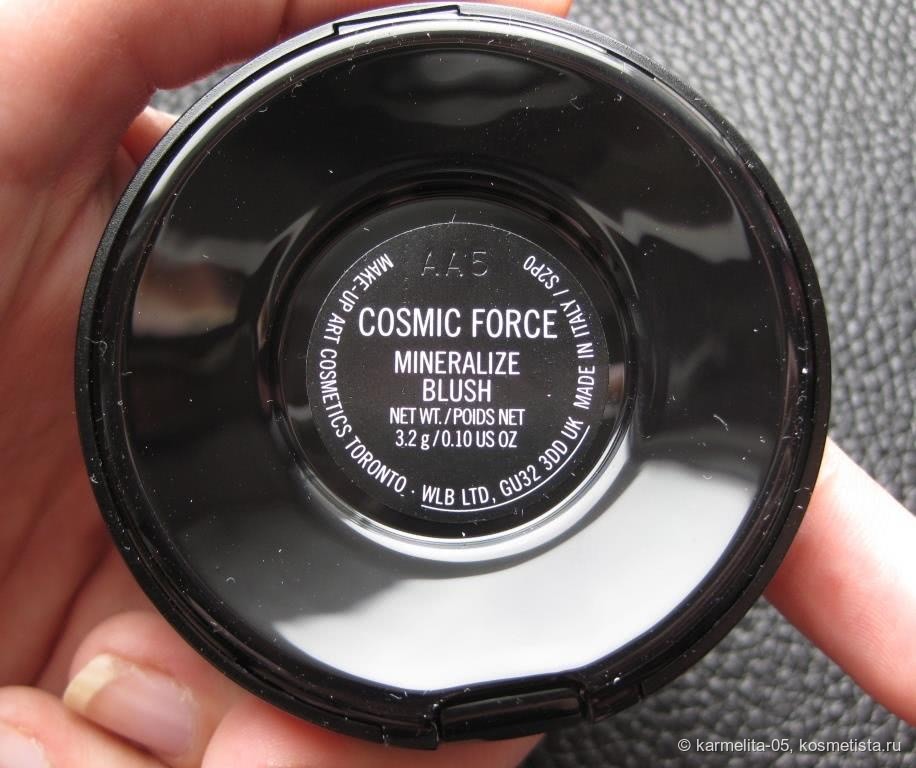 AA5
COSMIC FORCE
MINERALIZE
BLUSH
NET WT./POIDS NET
3.2 g/0.10 US OZ
MAKE-UP ART COSMETICS TORONTO · WLB LTD, GU32 3DD UK MADE IN ITALY / S2P0
© karmelita-05, kosmetista.ru